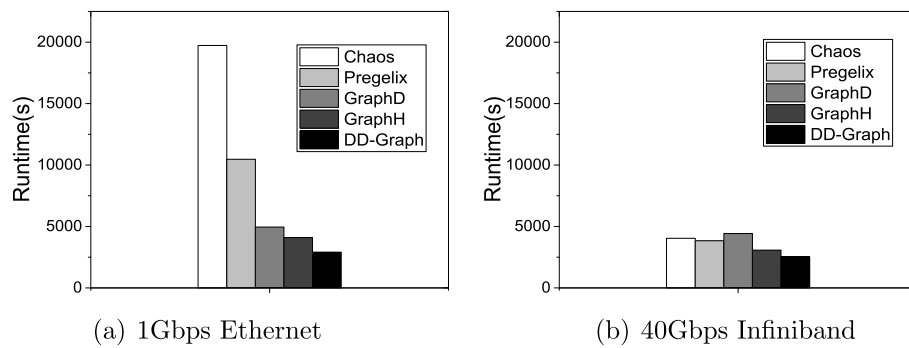 20000
15000
10000
5000
0
Runtime(s)
Chaos
Pregelix
GraphD
GraphH
DD-Graph
(a) 1Gbps Ethernet
20000
15000
10000
5000
0
Runtime(s)
Chaos
Pregelix
GraphD
GraphH
DD-Graph
(b) 40Gbps Infiniband